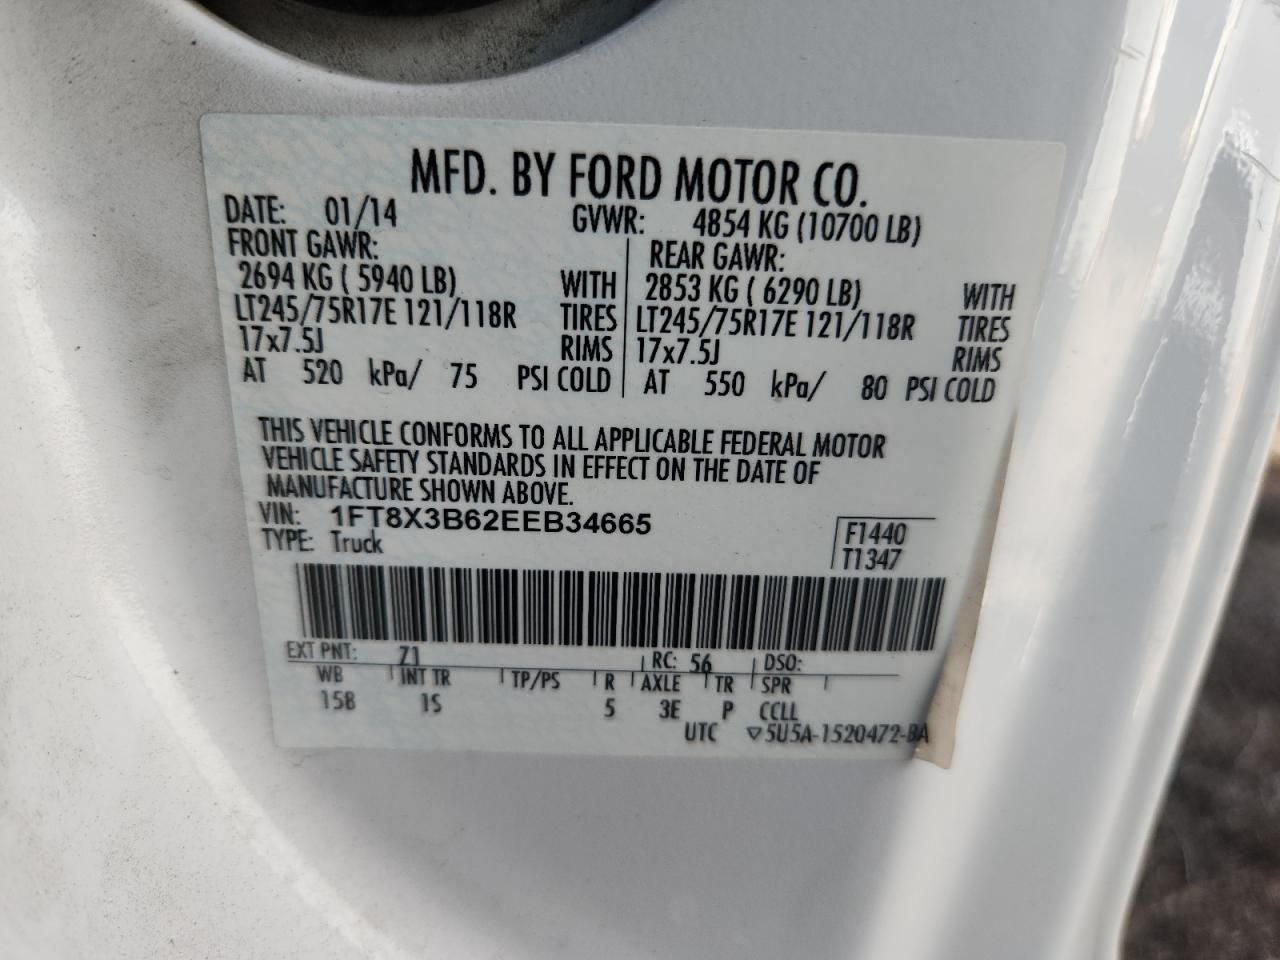 MFD. BY FORD MOTOR CO.
DATE: 01/14 GVWR: 4854 KG (10700 LB)
FRONT GAWR: REAR GAWR:
2694 KG ( 5940 LB) WITH 2853 KG ( 6290 LB) WITH
LT245/75R17E 121/118R TIRES LT245/75R17E 121/118R TIRES
17x7.5J RIMS 17x7.5J RIMS
AT 520 kPa/ 75 PSI COLD AT 550 kPa/ 80 PSI COLD
THIS VEHICLE CONFORMS TO ALL APPLICABLE FEDERAL MOTOR
VEHICLE SAFETY STANDARDS IN EFFECT ON THE DATE OF
MANUFACTURE SHOWN ABOVE.
VIN: 1FT8X3B62EEB34665 F1440
TYPE: Truck T1347
EXT PNT: Z1 RC: 56 DSO:
WB INT TR TP/PS R AXLE TR SPR
158 1S 5 3E P CCLL
UTC ▽5U5A-1520472-BA